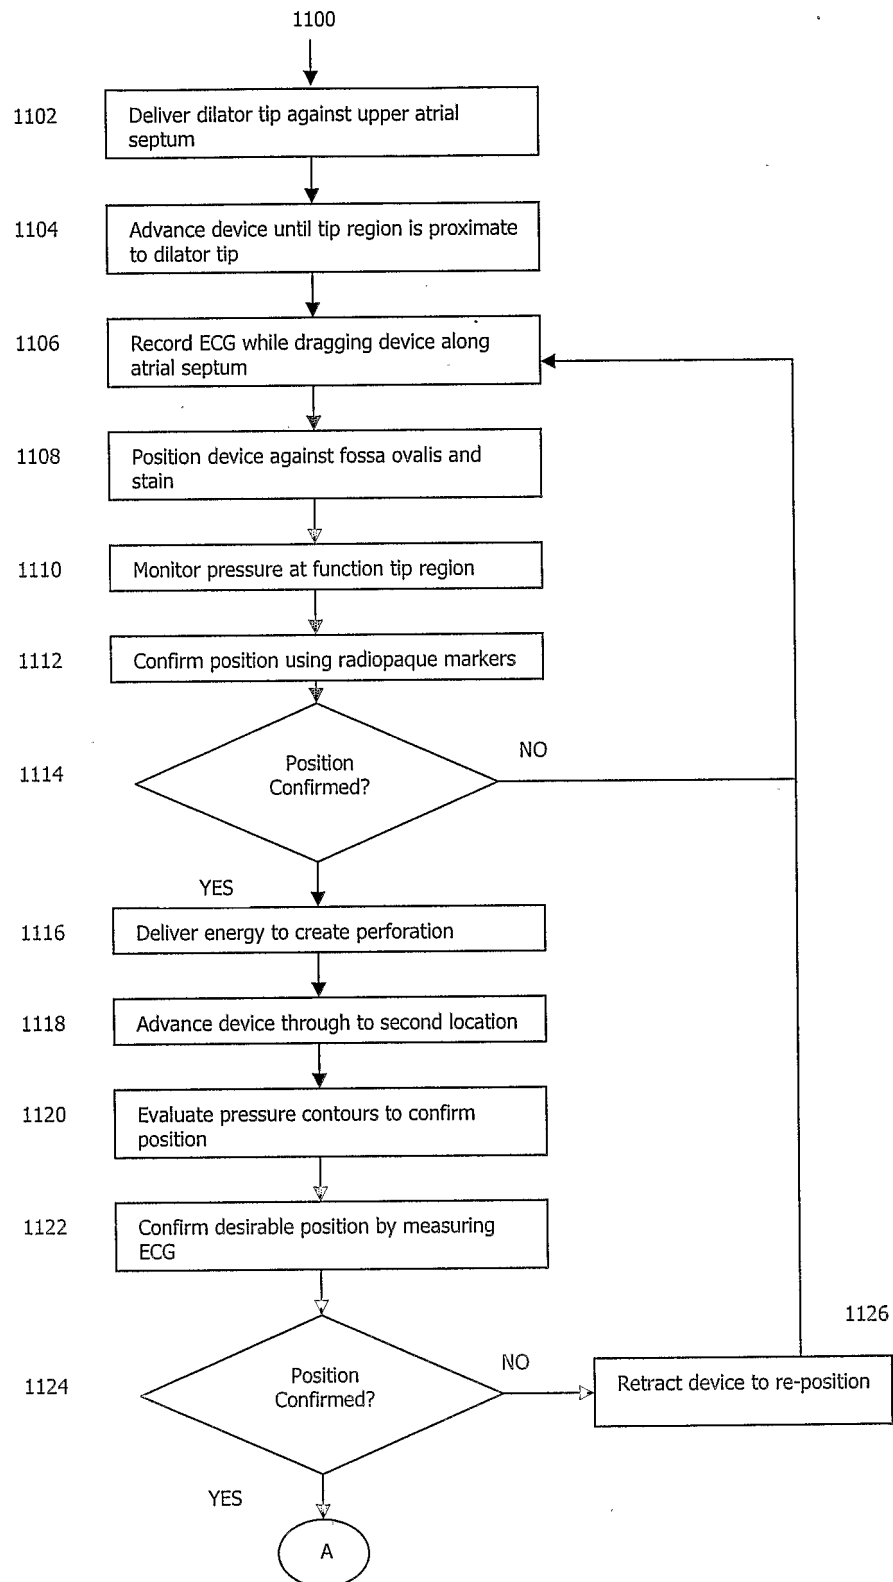 1100
1102
Deliver dilator tip against upper atrial
septum
1104
Advance device until tip region is proximate
to dilator tip
1106
Record ECG while dragging device along
atrial septum
1108
Position device against fossa ovalis and
stain
1110
Monitor pressure at function tip region
1112
Confirm position using radiopaque markers
1114
Position
Confirmed?
NO
YES
1116
Deliver energy to create perforation
1118
Advance device through to second location
1120
Evaluate pressure contours to confirm
position
1122
Confirm desirable position by measuring
ECG
1126
1124
Position
Confirmed?
NO
Retract device to re-position
YES
A